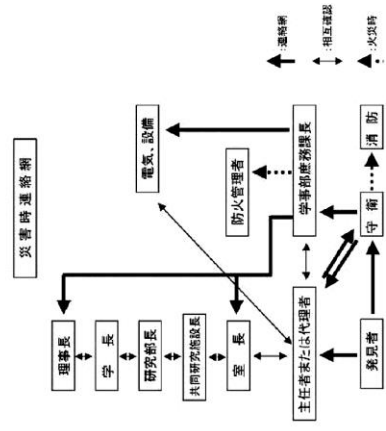 災害時連絡網
理事長
学長
研究部長
共同研究施設長
室長
主任者または代理者
発見者
電気、設備
防火管理者
学事部庶務課長
守衛
消防
:連絡網
:相互確認
:火災時